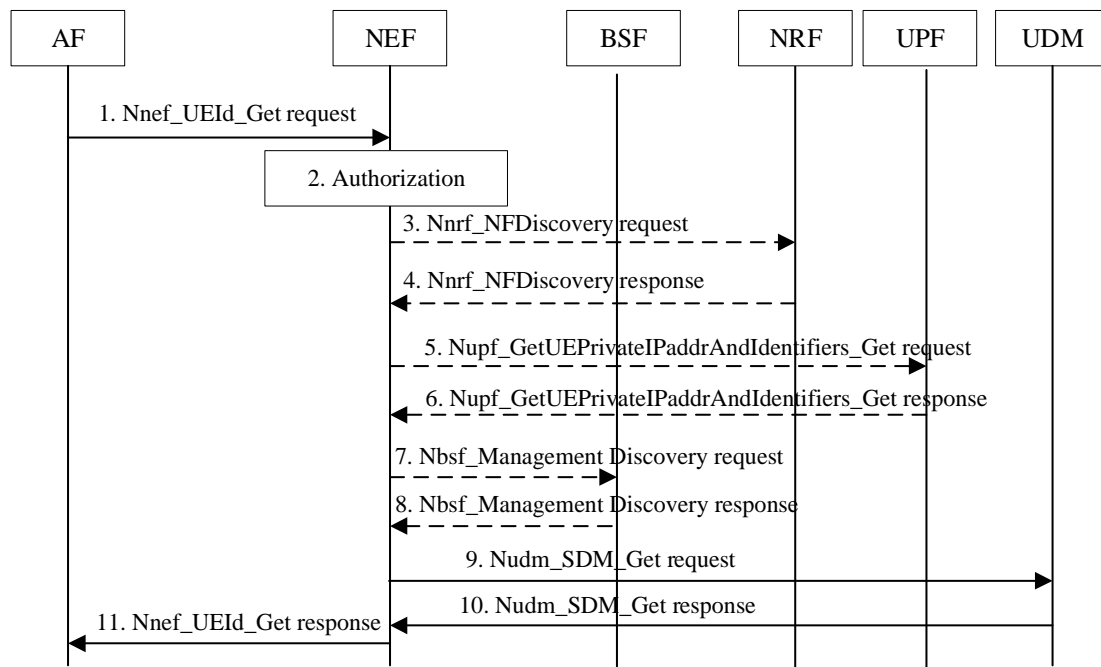 AF
NEF
BSF
NRF
UPF
UDM
1. Nnef_UEId_Get request
2. Authorization
3. Nnrf_NFDiscovery request
4. Nnrf_NFDiscovery response
5. Nupf_GetUEPrivateIPaddrAndIdentifiers_Get request
6. Nupf_GetUEPrivateIPaddrAndIdentifiers_Get response
7. Nbsf_Management Discovery request
8. Nbsf_Management Discovery response
9. Nudm_SDM_Get request
10. Nudm_SDM_Get response
11. Nnef_UEId_Get response